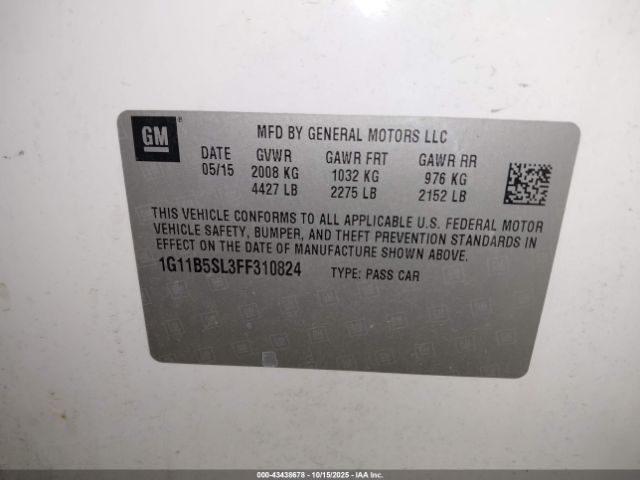 GM ®
MFD BY GENERAL MOTORS LLC
DATE GVWR GAWR FRT GAWR RR
05/15 2008 KG 1032 KG 976 KG
4427 LB 2275 LB 2152 LB
THIS VEHICLE CONFORMS TO ALL APPLICABLE U.S. FEDERAL MOTOR
VEHICLE SAFETY, BUMPER, AND THEFT PREVENTION STANDARDS IN
EFFECT ON THE DATE OF MANUFACTURE SHOWN ABOVE.
1G11B5SL3FF310824 TYPE: PASS CAR
000-43438678 - 10/15/2025 - IAAI.com